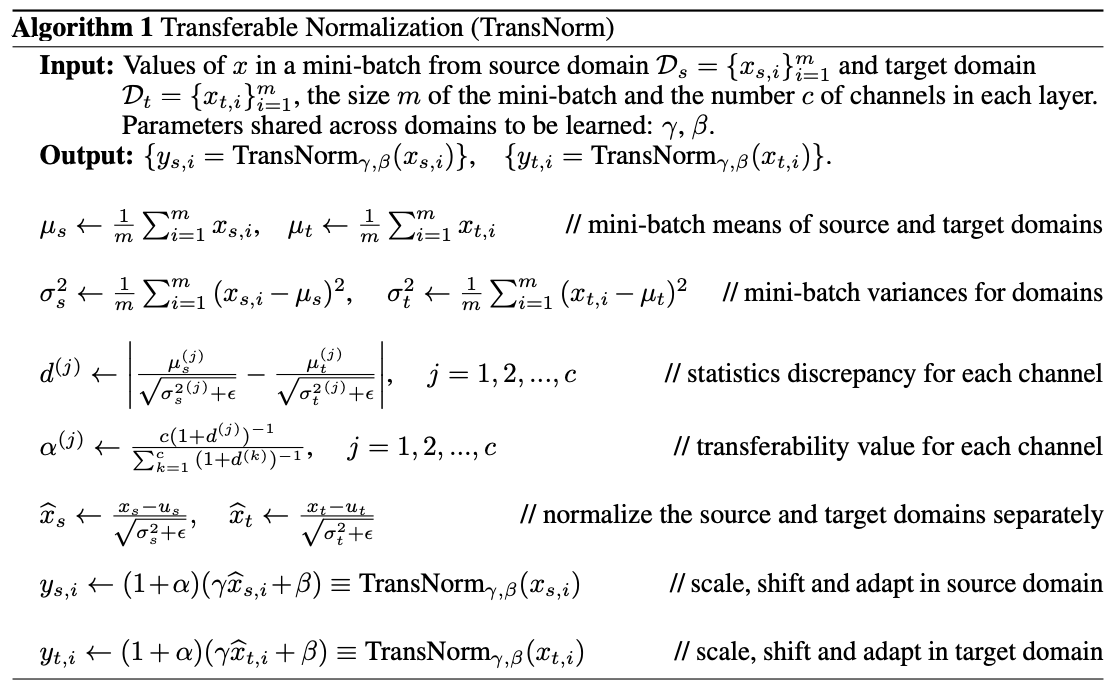 Algorithm 1 Transferable Normalization (TransNorm)
Input: Values of x in a mini-batch from source domain $\mathcal{D}_s = \{x_{s,i}\}_{i=1}^{m}$ and target domain
$\mathcal{D}_t = \{x_{t,i}\}_{i=1}^{m}$, the size $m$ of the mini-batch and the number $c$ of channels in each layer.
Parameters shared across domains to be learned: $\gamma$, $\beta$.
Output: $\{y_{s,i} = \text{TransNorm}_{\gamma,\beta}(x_{s,i})\}$, $\{y_{t,i} = \text{TransNorm}_{\gamma,\beta}(x_{t,i})\}$.
$\mu_s \leftarrow \frac{1}{m}\sum_{i=1}^{m} x_{s,i}$, $\mu_t \leftarrow \frac{1}{m}\sum_{i=1}^{m} x_{t,i}$ // mini-batch means of source and target domains
$\sigma_s^2 \leftarrow \frac{1}{m}\sum_{i=1}^{m} (x_{s,i} - \mu_s)^2$, $\sigma_t^2 \leftarrow \frac{1}{m}\sum_{i=1}^{m} (x_{t,i} - \mu_t)^2$ // mini-batch variances for domains
$d^{(j)} \leftarrow \left| \frac{\mu_s^{(j)}}{\sqrt{\sigma_s^{2(j)}+\epsilon}} - \frac{\mu_t^{(j)}}{\sqrt{\sigma_t^{2(j)}+\epsilon}} \right|$, $j = 1, 2, ..., c$ // statistics discrepancy for each channel
$\alpha^{(j)} \leftarrow \frac{c(1+d^{(j)})^{-1}}{\sum_{k=1}^{c}(1+d^{(k)})^{-1}}$, $j = 1, 2, ..., c$ // transferability value for each channel
$\widehat{x}_s \leftarrow \frac{x_s - u_s}{\sqrt{\sigma_s^2+\epsilon}}$, $\widehat{x}_t \leftarrow \frac{x_t - u_t}{\sqrt{\sigma_t^2+\epsilon}}$ // normalize the source and target domains separately
$y_{s,i} \leftarrow (1+\alpha)(\gamma\widehat{x}_{s,i}+\beta) \equiv \text{TransNorm}_{\gamma,\beta}(x_{s,i})$ // scale, shift and adapt in source domain
$y_{t,i} \leftarrow (1+\alpha)(\gamma\widehat{x}_{t,i}+\beta) \equiv \text{TransNorm}_{\gamma,\beta}(x_{t,i})$ // scale, shift and adapt in target domain